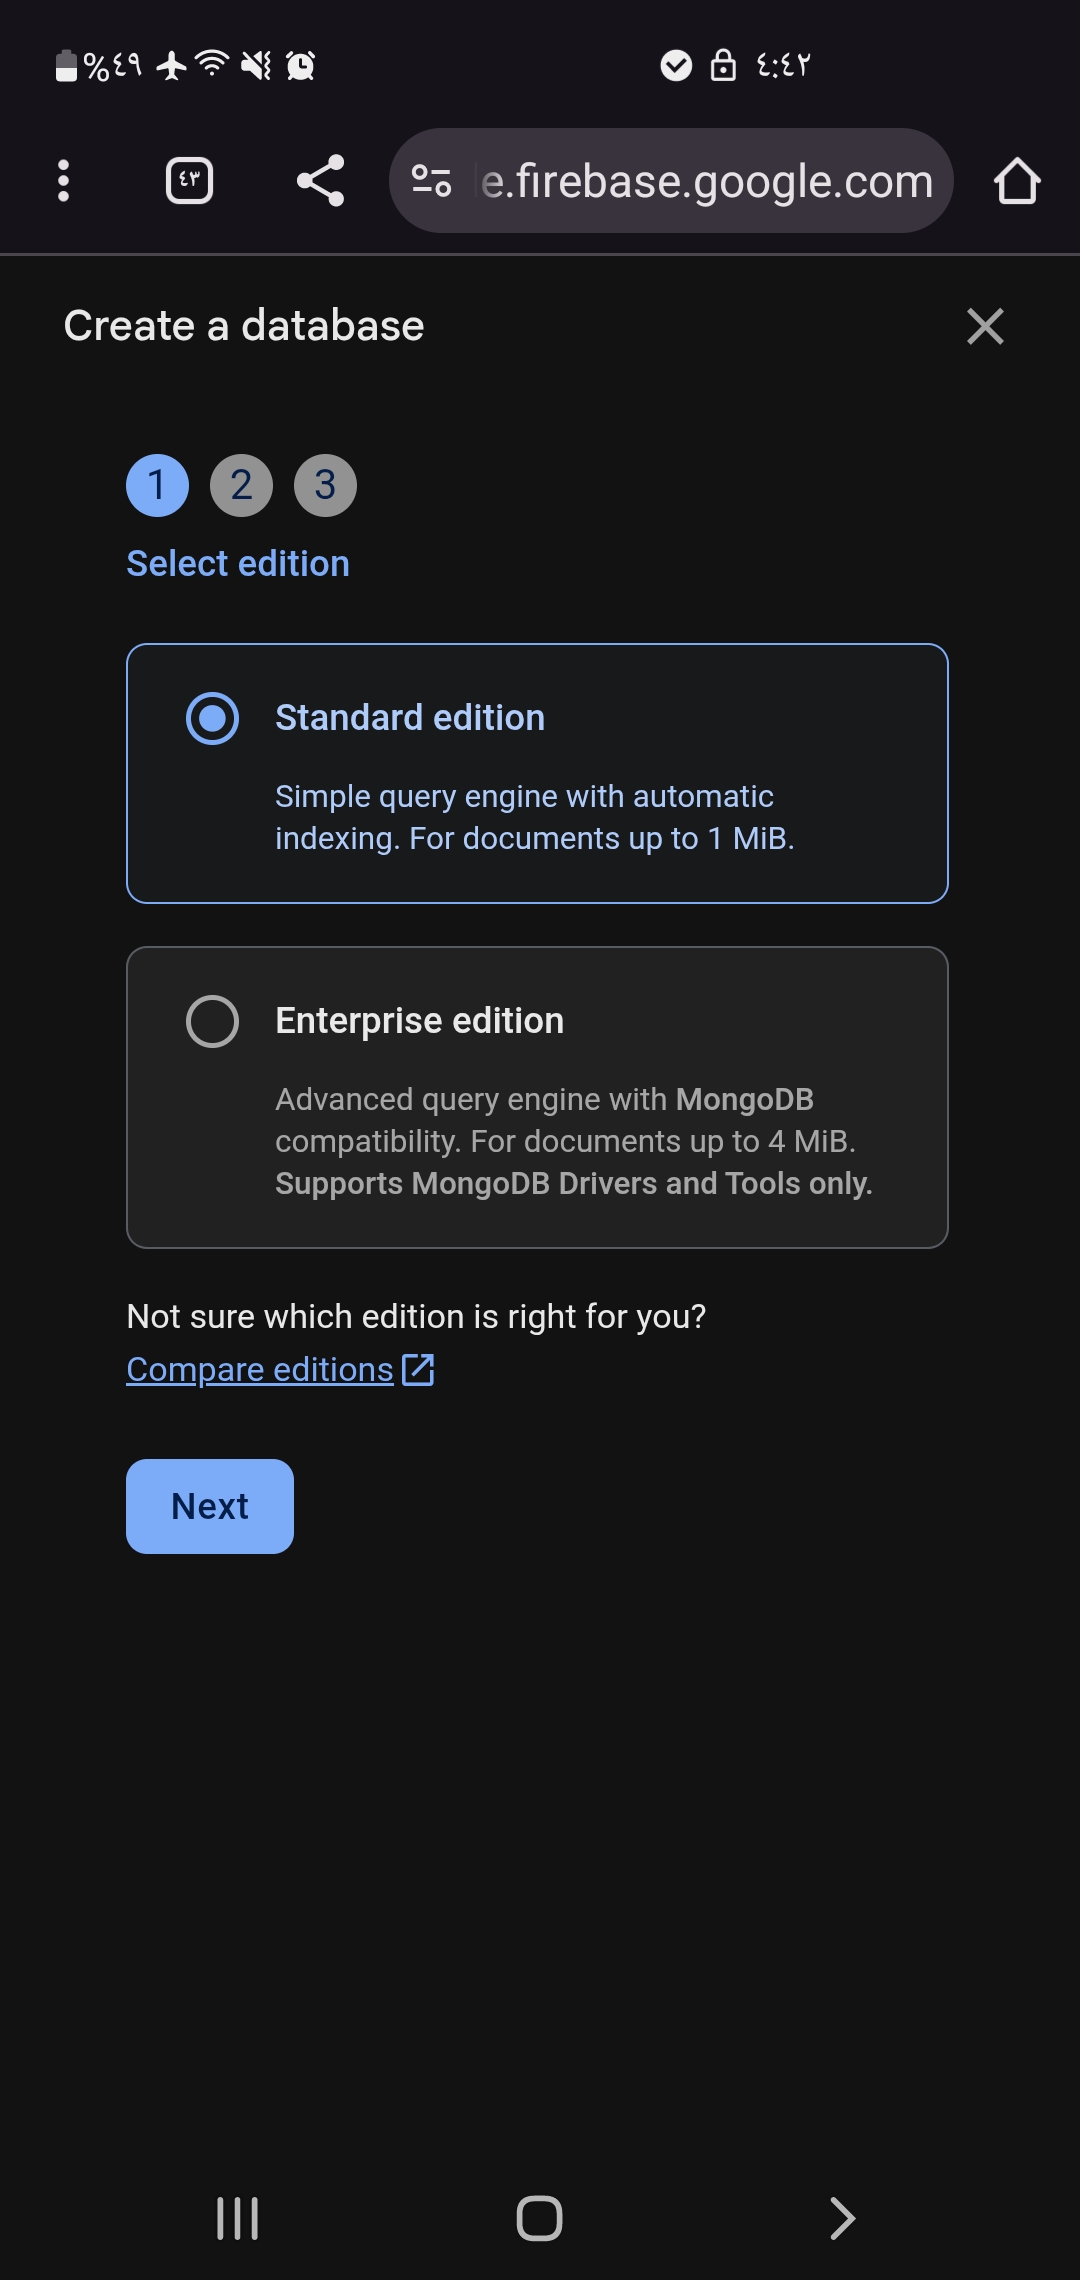 %٤٩
٤:٤٢
٤٣
e.firebase.google.com
Create a database
1 2 3
Select edition
Standard edition
Simple query engine with automatic
indexing. For documents up to 1 MiB.
Enterprise edition
Advanced query engine with MongoDB
compatibility. For documents up to 4 MiB.
Supports MongoDB Drivers and Tools only.
Not sure which edition is right for you?
Compare editions
Next